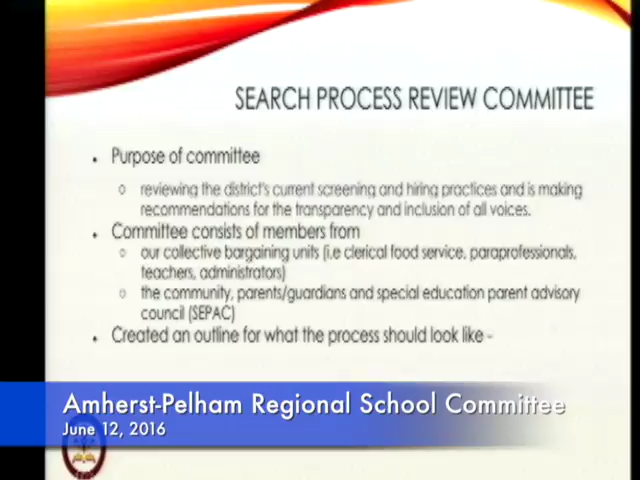 SEARCH PROCESS REVIEW COMMITTEE
• Purpose of committee
○ reviewing the district's current screening and hiring practices and is making
recommendations for the transparency and inclusion of all voices.
• Committee consists of members from
○ our collective bargaining units (i.e clerical food service, paraprofessionals,
teachers, administrators)
○ the community, parents/guardians and special education parent advisory
council (SEPAC)
• Created an outline for what the process should look like -
Amherst-Pelham Regional School Committee
June 12, 2016